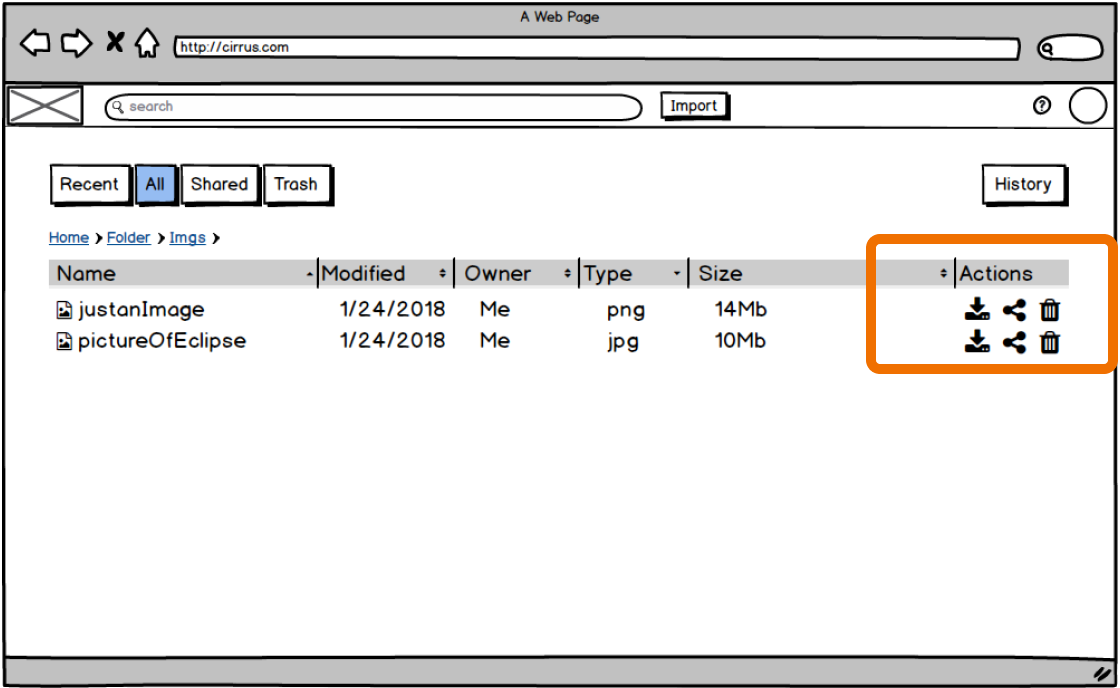 A Web Page
http://cirrus.com
search Import
Recent All Shared Trash History
Home Folder Imgs
Name Modified Owner Type Size Actions
justanImage 1/24/2018 Me png 14Mb
pictureOfEclipse 1/24/2018 Me jpg 10Mb